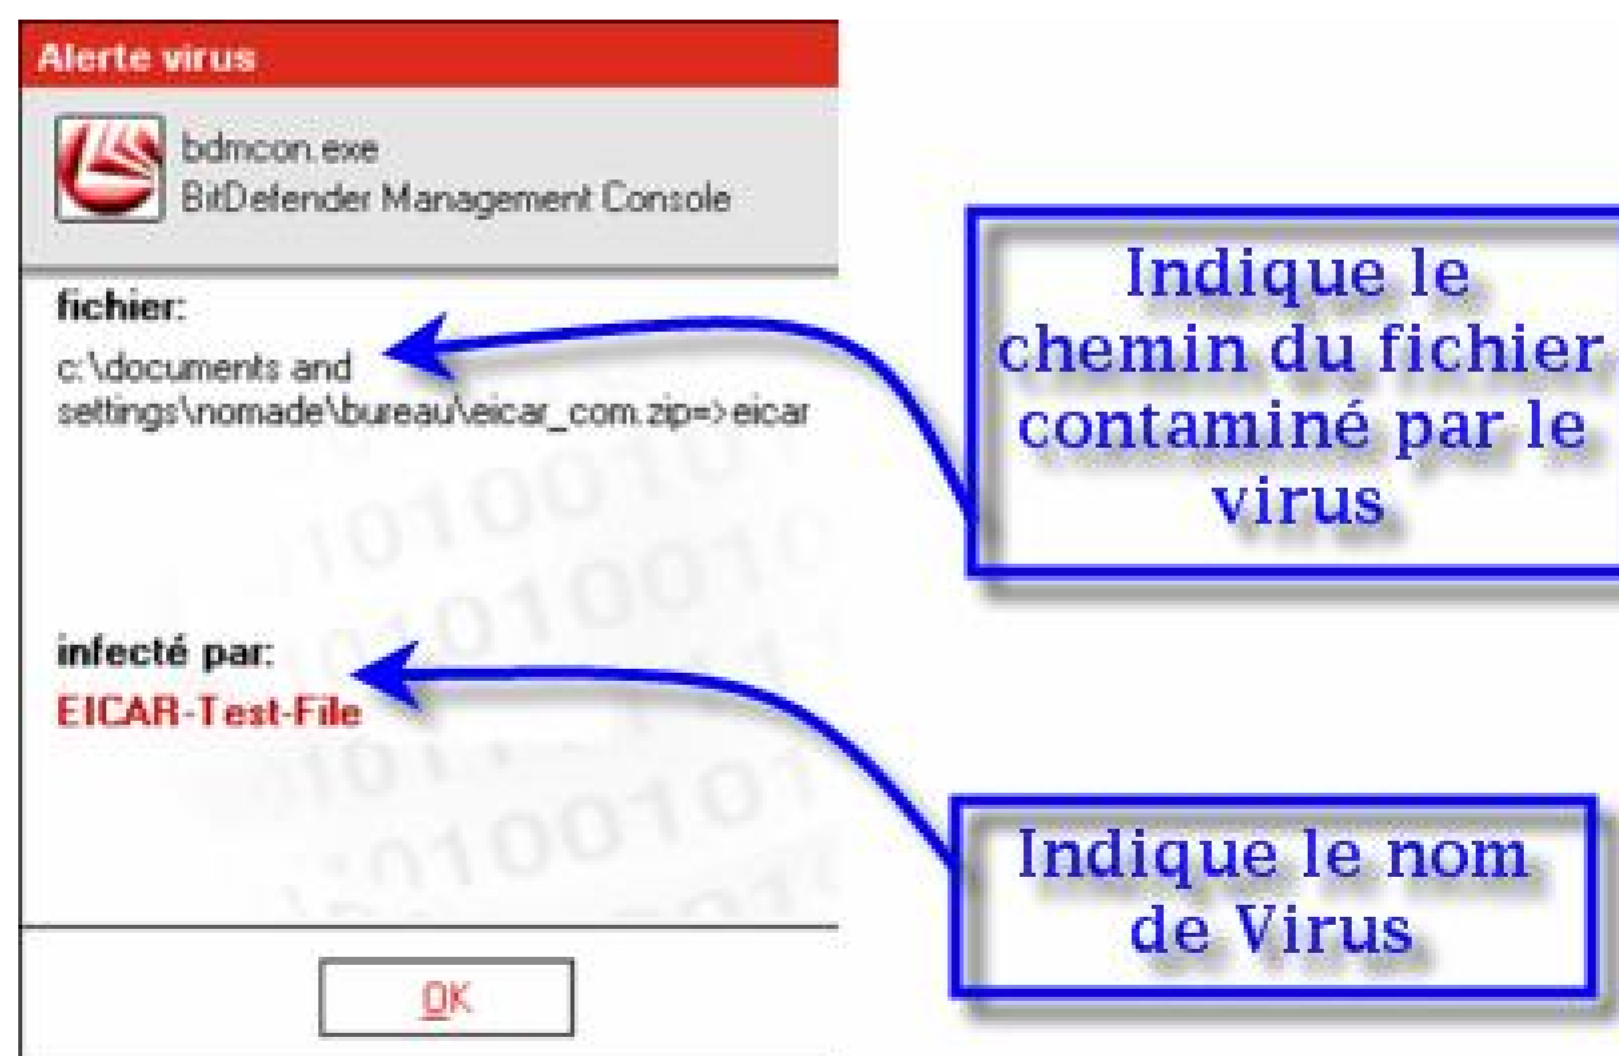 Alerte virus
bdmcon.exe
BitDefender Management Console
fichier:
c:\documents and
settings\nomade\bureau\eicar_com.zip=>eicar
infecté par:
EICAR-Test-File
OK
Indique le
chemin du fichier
contaminé par le
virus
Indique le nom
de Virus